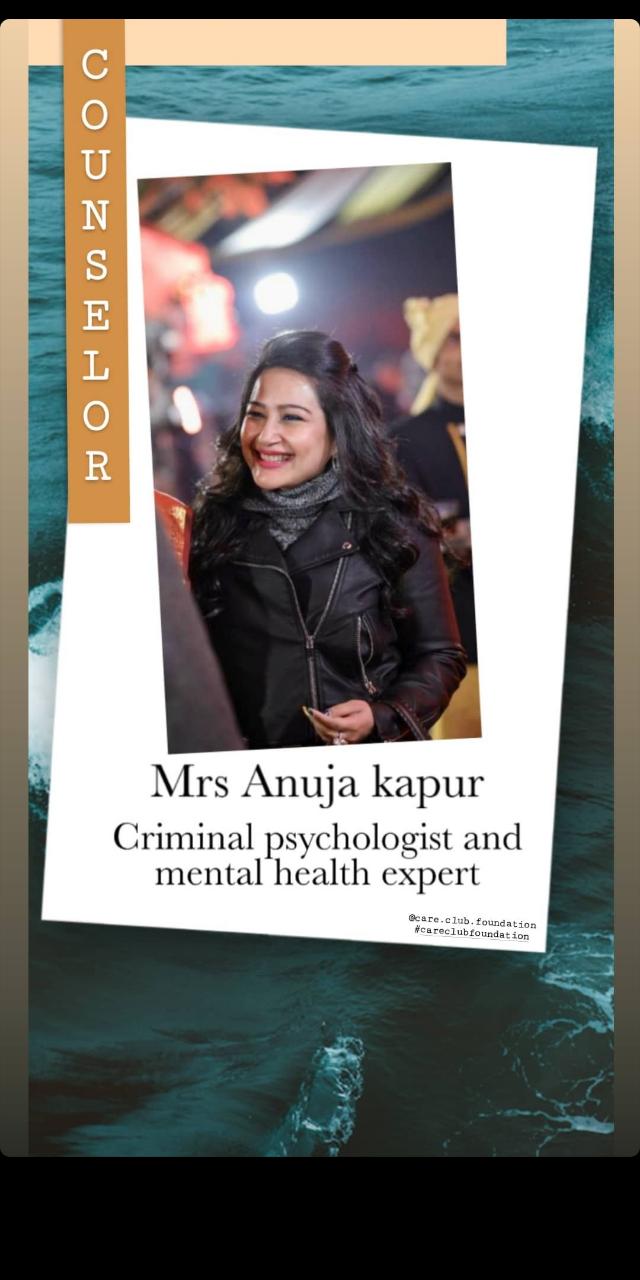 COUNSELOR
Mrs Anuja kapur
Criminal psychologist and
mental health expert
@care.club.foundation
#careclubfoundation